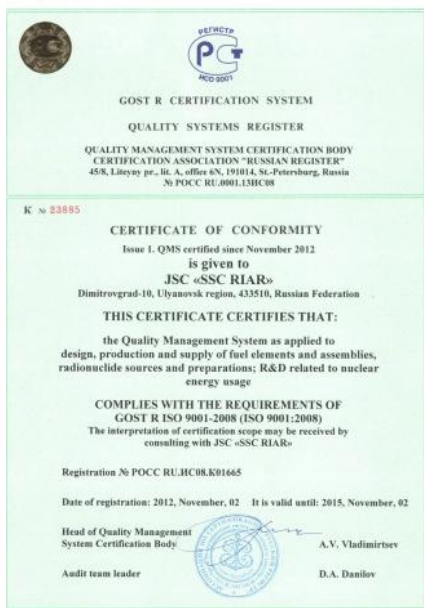 РЕГИСТР
РСТ
ИСО 9001
GOST R CERTIFICATION SYSTEM
QUALITY SYSTEMS REGISTER
QUALITY MANAGEMENT SYSTEM CERTIFICATION BODY
CERTIFICATION ASSOCIATION "RUSSIAN REGISTER"
45/8, Liteyny pr., lit. A, office 6N, 191014, St.-Petersburg, Russia
№ РОСС RU.0001.13ИС08
К № 23885
CERTIFICATE OF CONFORMITY
Issue 1. QMS certified since November 2012
is given to
JSC «SSC RIAR»
Dimitrovgrad-10, Ulyanovsk region, 433510, Russian Federation
THIS CERTIFICATE CERTIFIES THAT:
the Quality Management System as applied to
design, production and supply of fuel elements and assemblies,
radionuclide sources and preparations; R&D related to nuclear
energy usage
COMPLIES WITH THE REQUIREMENTS OF
GOST R ISO 9001-2008 (ISO 9001:2008)
The interpretation of certification scope may be received by
consulting with JSC «SSC RIAR»
Registration № РОСС RU.ИС08.К01665
Date of registration: 2012, November, 02 It is valid until: 2015, November, 02
Head of Quality Management
System Certification Body
A.V. Vladimirtsev
Audit team leader
D.A. Danilov